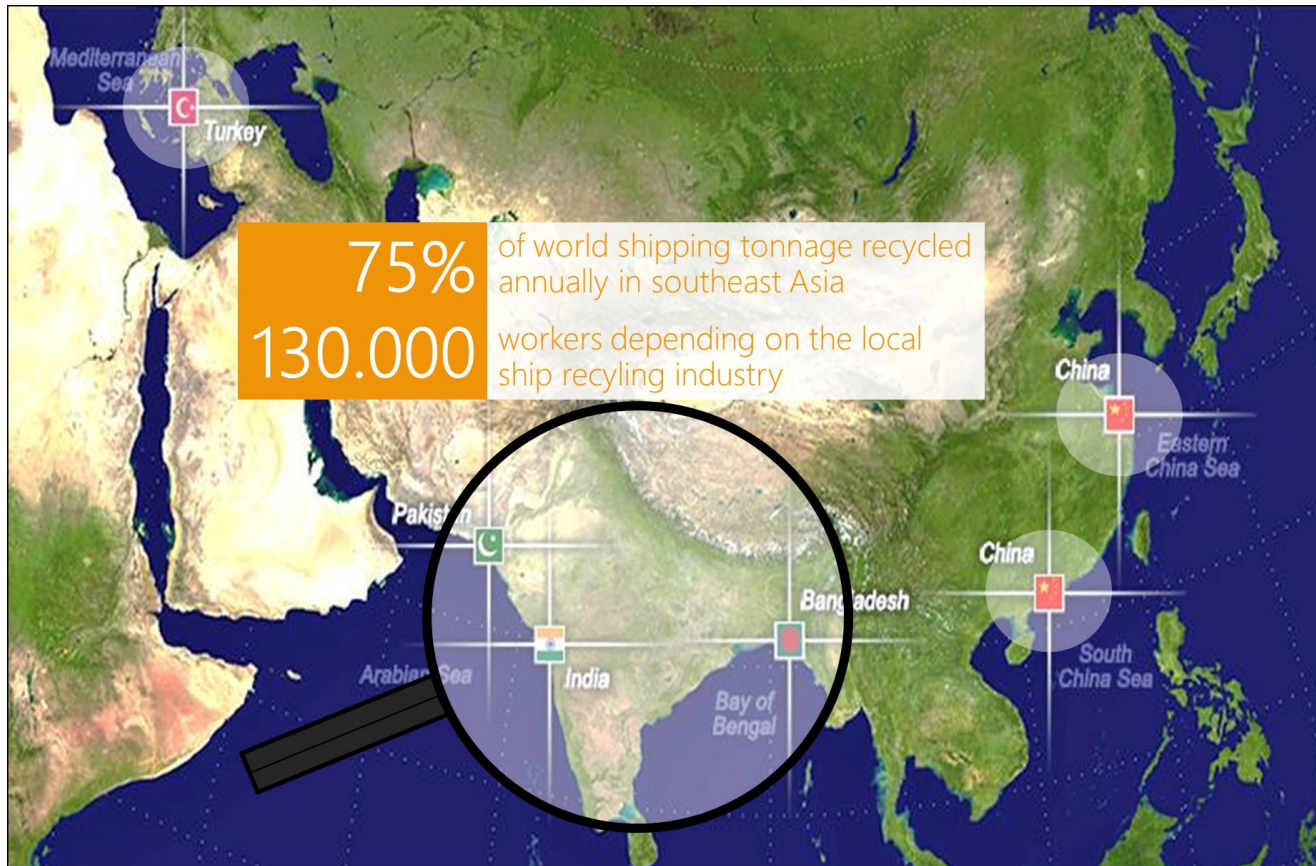 Mediterranean
Sea
Turkey
75%
of world shipping tonnage recycled
annually in southeast Asia
130.000
workers depending on the local
ship recyling industry
China
Eastern
China Sea
Pakistan
China
Bangladesh
Arabian Sea
India
South
China Sea
Bay of
Bengal